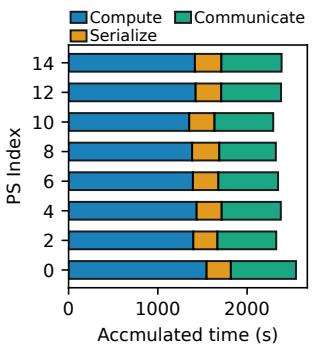 Compute Communicate
Serialize
14
12
10
8
6
4
2
0
PS Index
0 1000 2000
Accmulated time (s)